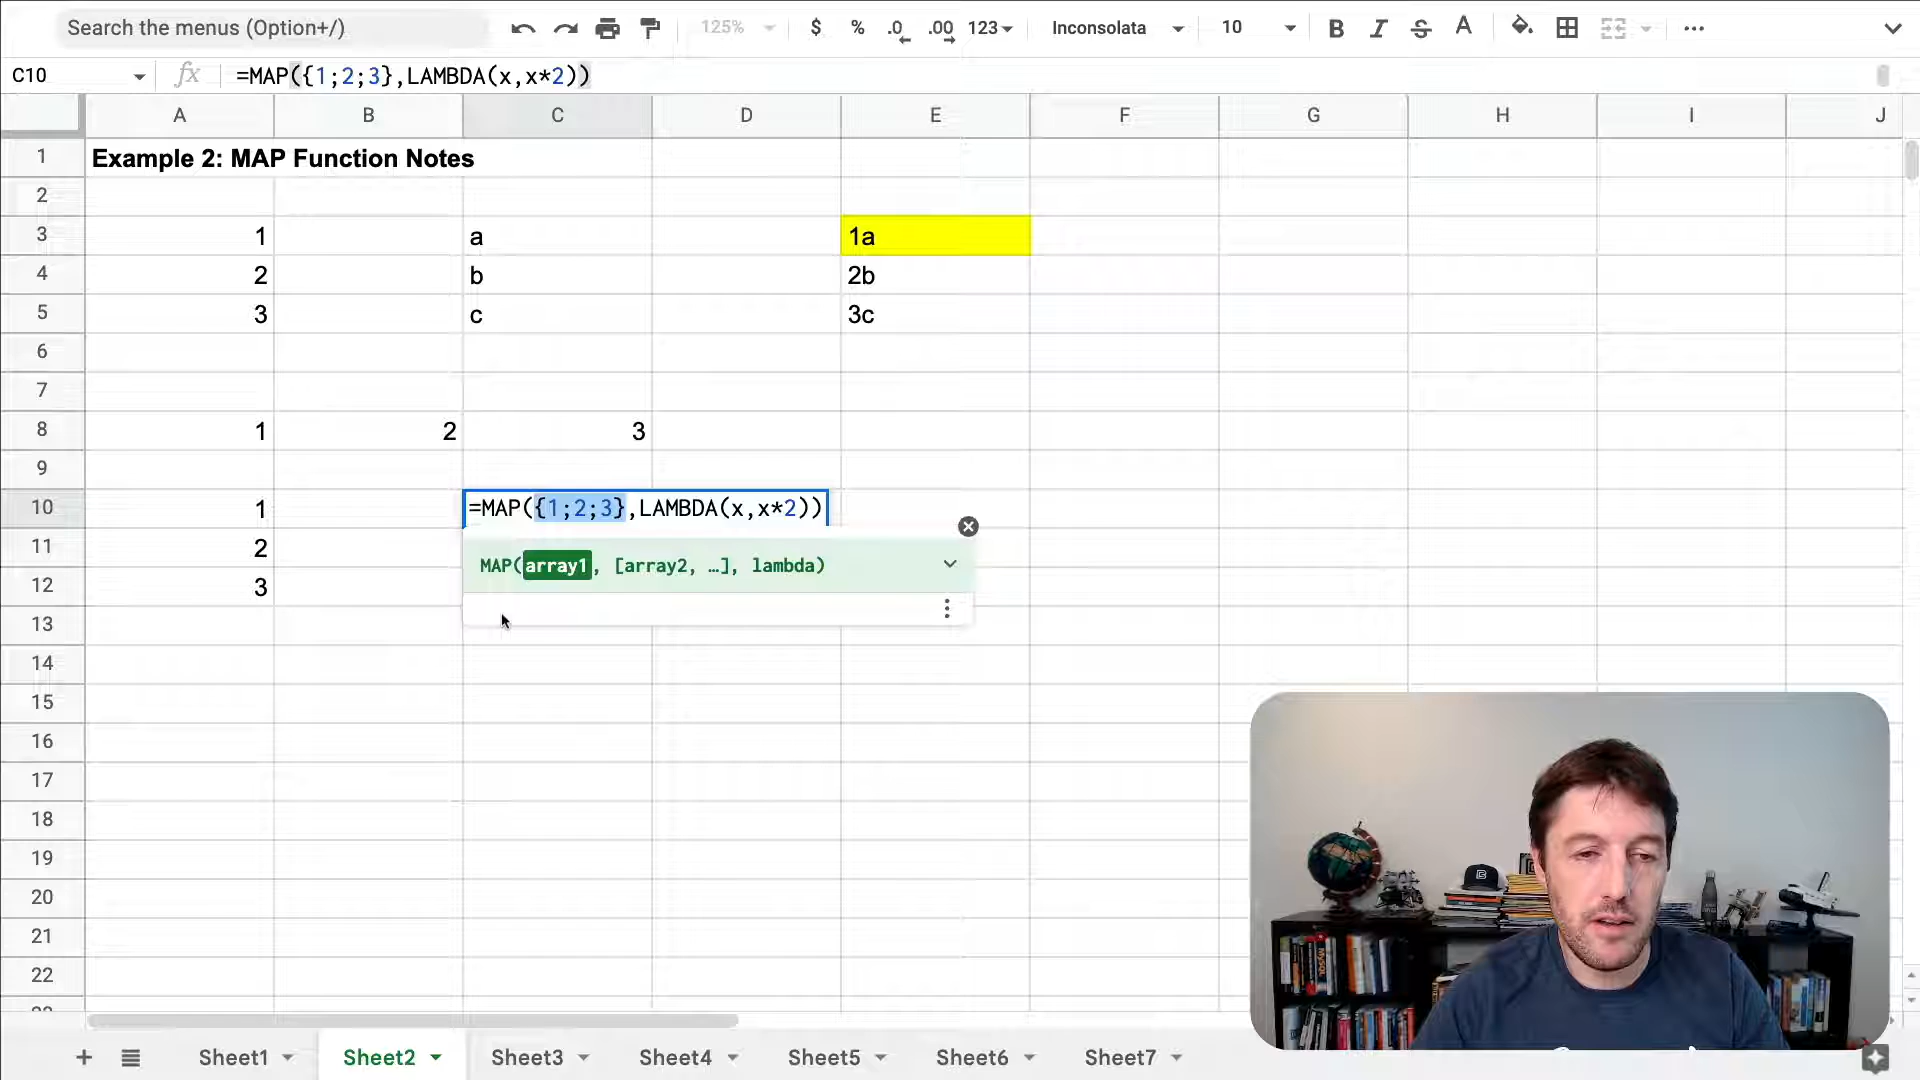 Search the menus (Option+/)
125%
$ % .0 .00 123
Inconsolata
10
B I S A
C10
fx =MAP({1;2;3},LAMBDA(x,x*2))
A B C D E F G H I J
1 Example 2: MAP Function Notes
2
3 1 a 1a
4 2 b 2b
5 3 c 3c
6
7
8 1 2 3
9
10 1 =MAP({1;2;3},LAMBDA(x,x*2))
11 2 MAP(array1, [array2, …], lambda)
12 3
13
14
15
16
17
18
19
20
21
22
Sheet1 Sheet2 Sheet3 Sheet4 Sheet5 Sheet6 Sheet7